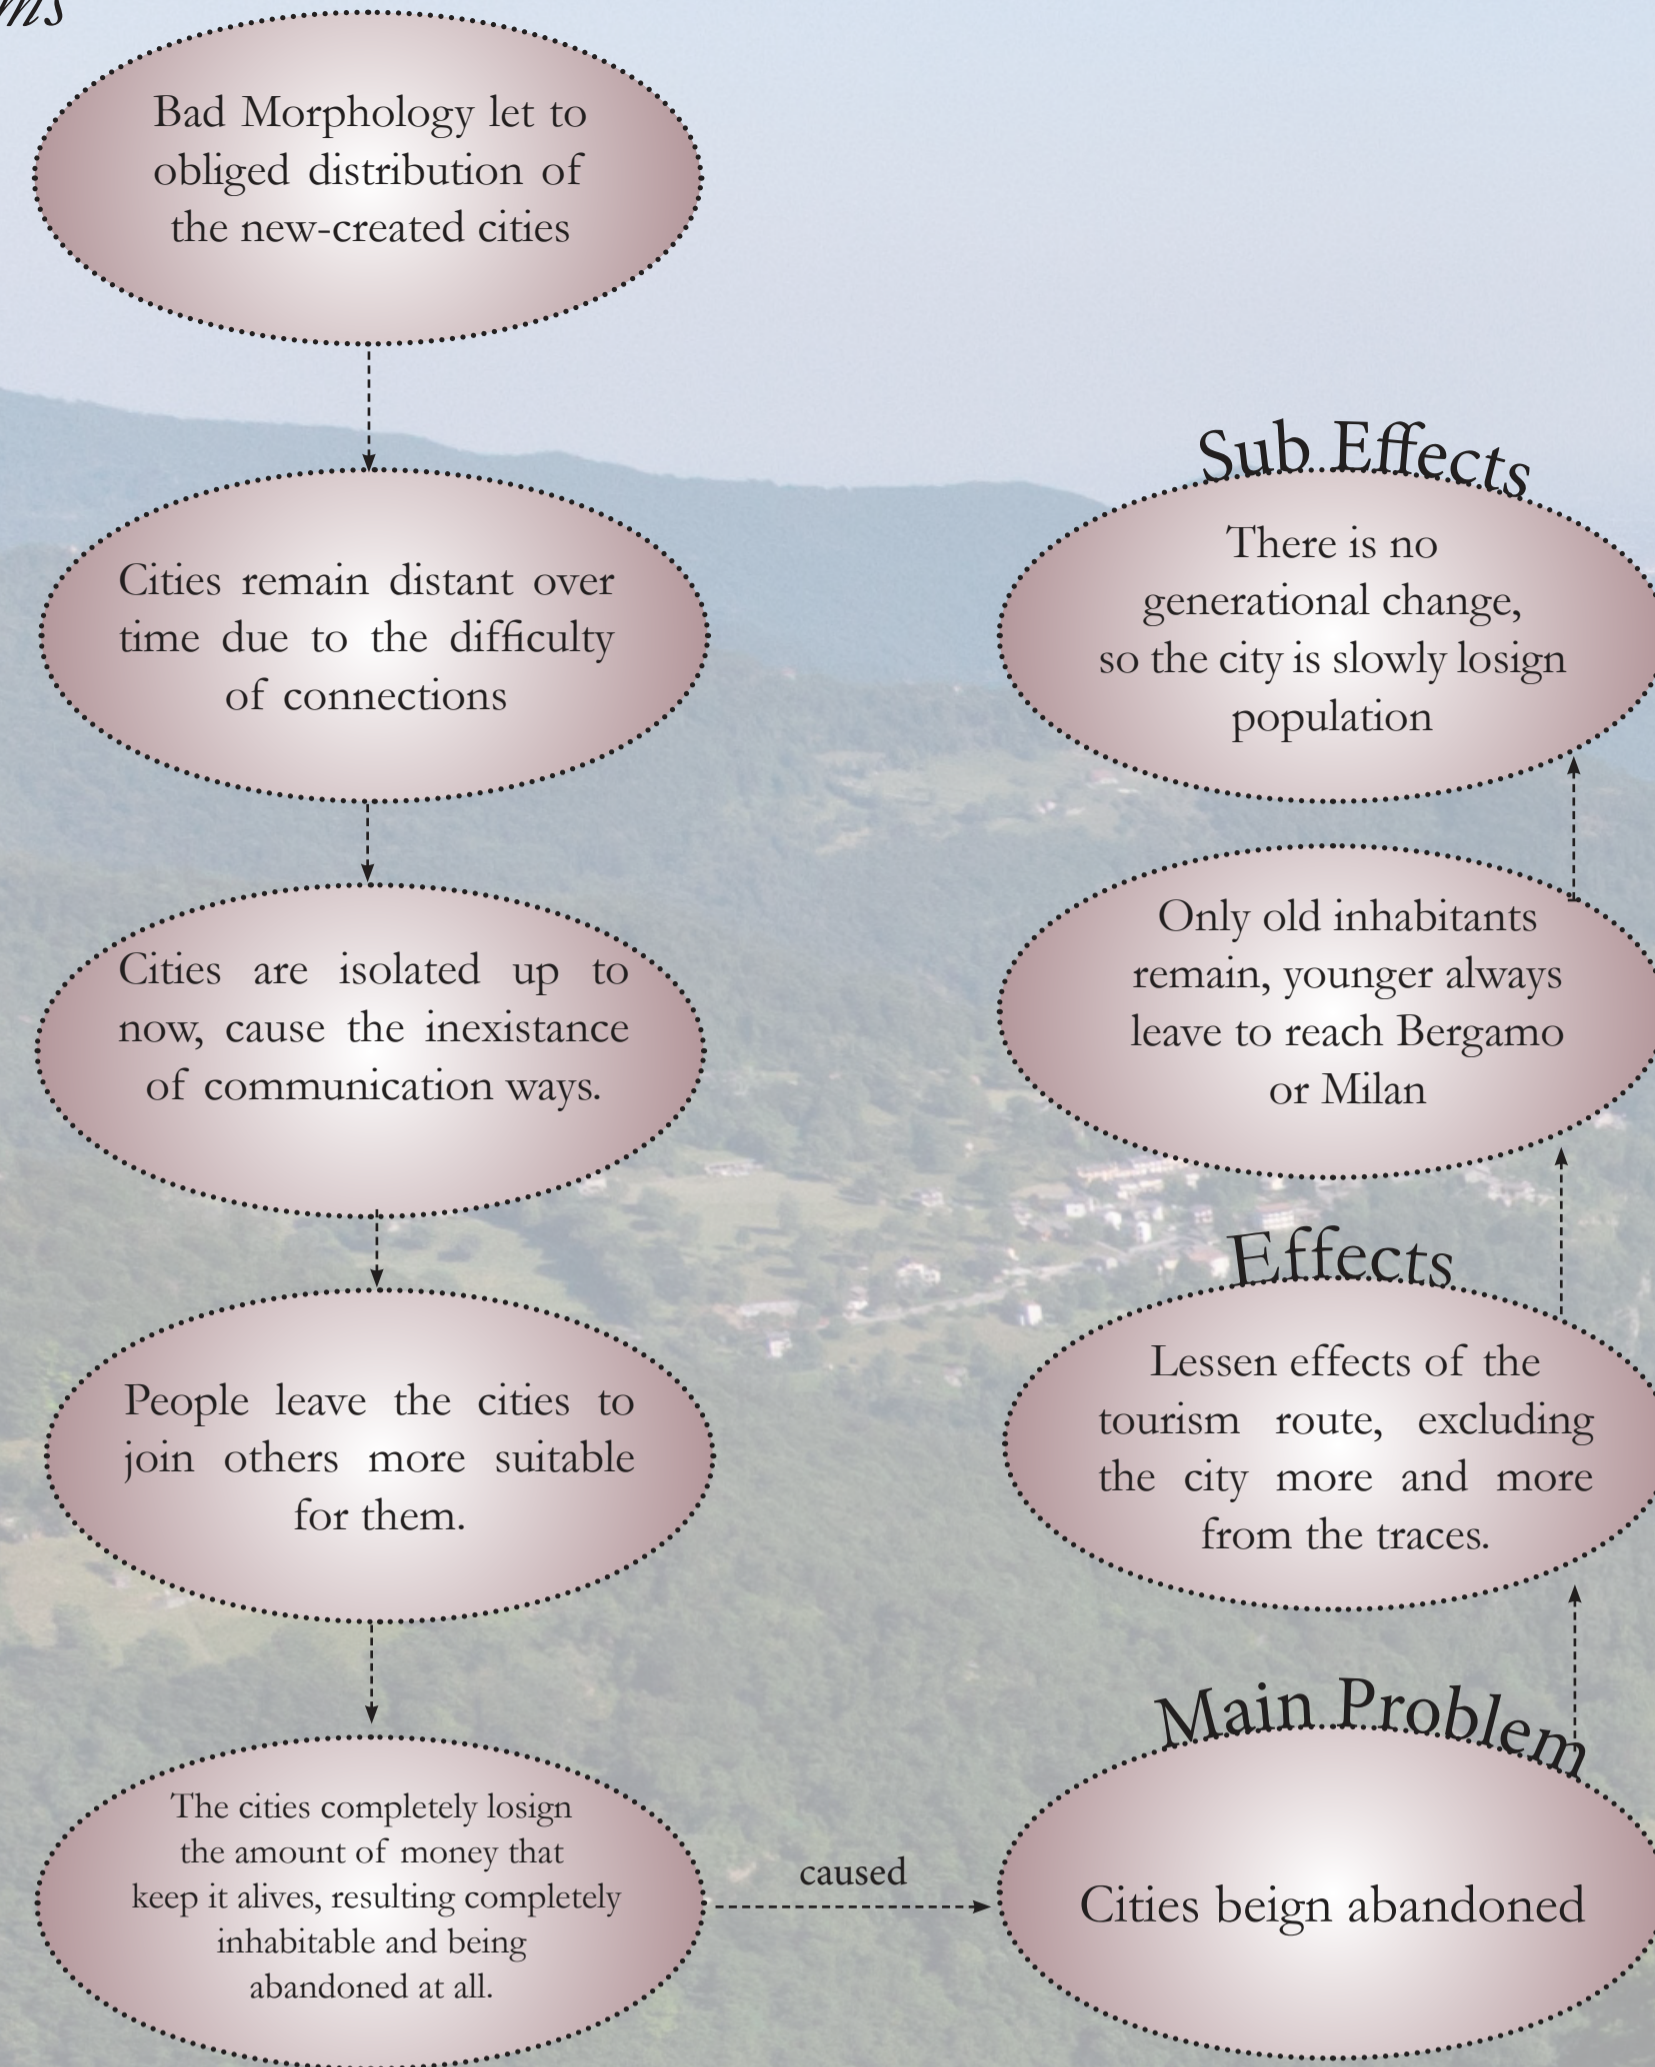 ms
Bad Morphology let to
obliged distribution of
the new-created cities
Cities remain distant over
time due to the difficulty
of connections
Cities are isolated up to
now, cause the inexistance
of communication ways.
People leave the cities to
join others more suitable
for them.
The cities completely losign
the amount of money that
keep it alives, resulting completely
inhabitable and being
abandoned at all.
caused
Main Problem
Cities beign abandoned
Effects
Lessen effects of the
tourism route, excluding
the city more and more
from the traces.
Only old inhabitants
remain, younger always
leave to reach Bergamo
or Milan
Sub Effects
There is no
generational change,
so the city is slowly losign
population